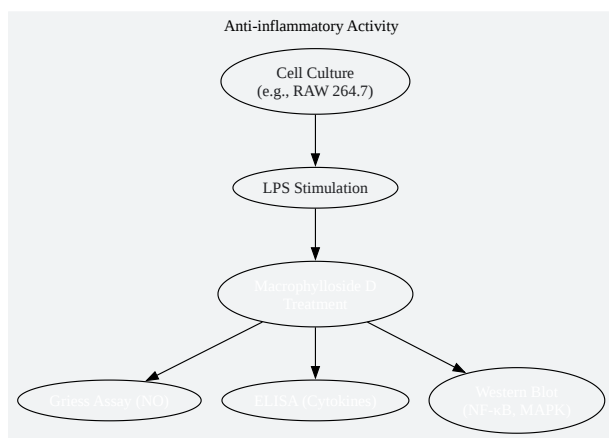 Anti-inflammatory Activity
Cell Culture
(e.g., RAW 264.7)
LPS Stimulation
Macrophylloside D
Treatment
Griess Assay (NO)
ELISA (Cytokines)
Western Blot
(NF-κB, MAPK)